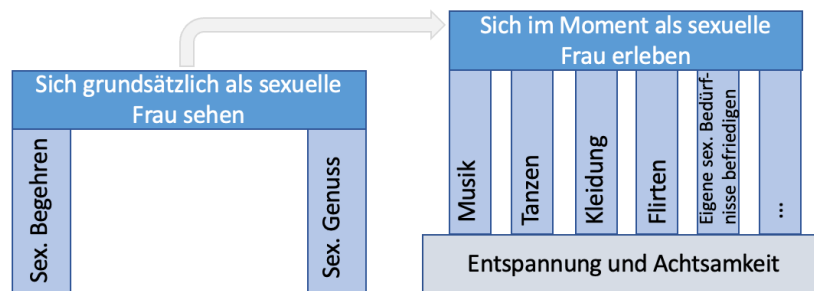 Sich grundsätzlich als sexuelle
Frau sehen
Sex. Begehren
Sex. Genuss
Sich im Moment als sexuelle
Frau erleben
Musik
Tanzen
Kleidung
Flirten
Eigene sex. Bedürf-
nisse befriedigen
...
Entspannung und Achtsamkeit